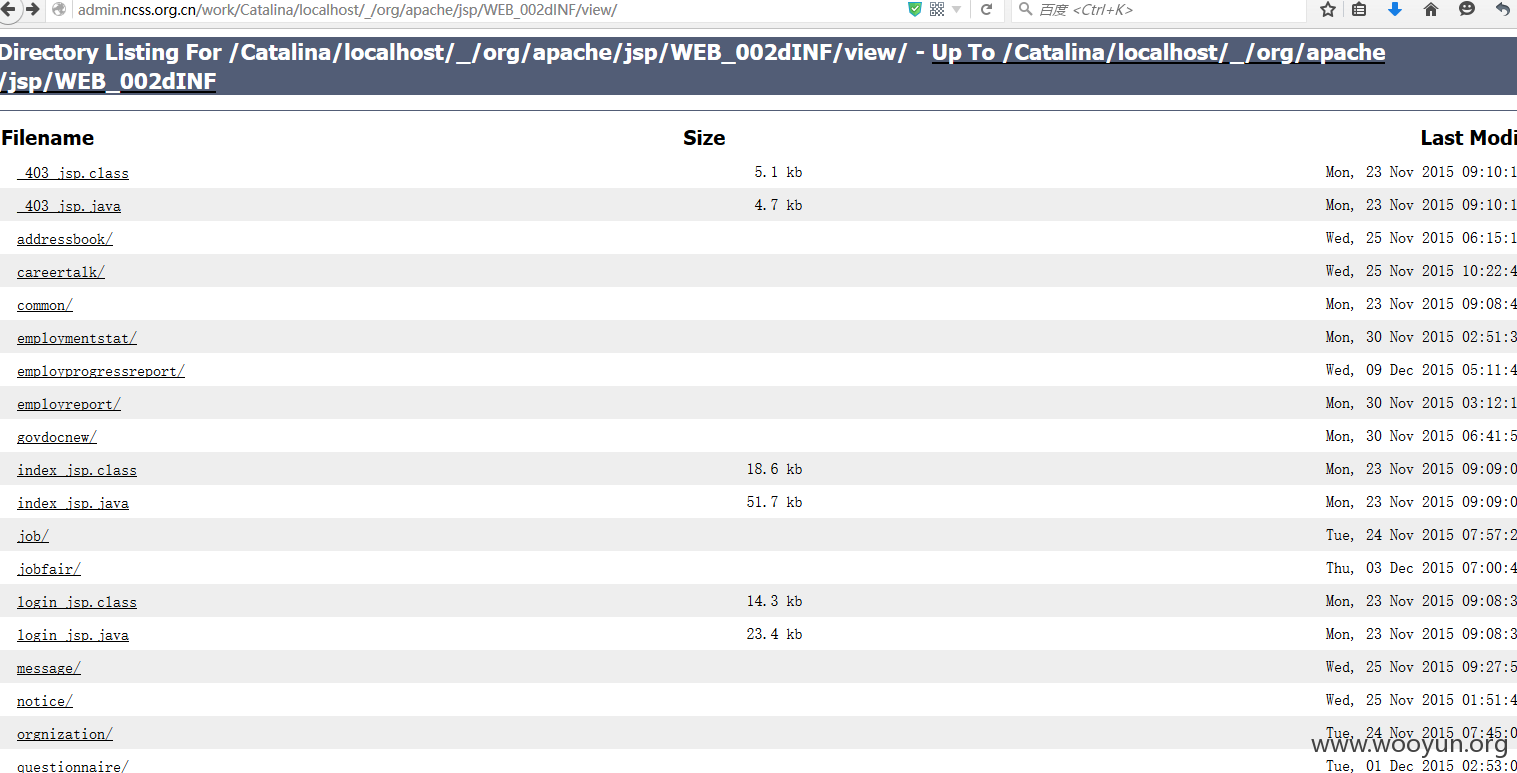 admin.ncss.org.cn/work/Catalina/localhost/_/org/apache/jsp/WEB_002dINF/view/
百度 <Ctrl+K>
Directory Listing For /Catalina/localhost/_/org/apache/jsp/WEB_002dINF/view/ - Up To /Catalina/localhost/_/org/apache
/jsp/WEB_002dINF
Filename Size Last Modi
_403_jsp.class 5.1 kb Mon, 23 Nov 2015 09:10:1
_403_jsp.java 4.7 kb Mon, 23 Nov 2015 09:10:1
addressbook/ Wed, 25 Nov 2015 06:15:1
careertalk/ Wed, 25 Nov 2015 10:22:4
common/ Mon, 23 Nov 2015 09:08:4
employmentstat/ Mon, 30 Nov 2015 02:51:3
employprogressreport/ Wed, 09 Dec 2015 05:11:4
employreport/ Mon, 30 Nov 2015 03:12:1
govdocnew/ Mon, 30 Nov 2015 06:41:5
index_jsp.class 18.6 kb Mon, 23 Nov 2015 09:09:0
index_jsp.java 51.7 kb Mon, 23 Nov 2015 09:09:0
job/ Tue, 24 Nov 2015 07:57:2
jobfair/ Thu, 03 Dec 2015 07:00:4
login_jsp.class 14.3 kb Mon, 23 Nov 2015 09:08:3
login_jsp.java 23.4 kb Mon, 23 Nov 2015 09:08:3
message/ Wed, 25 Nov 2015 09:27:5
notice/ Wed, 25 Nov 2015 01:51:4
orgnization/ Tue, 24 Nov 2015 07:45:0
www.wooyun.org
questionnaire/ Tue, 01 Dec 2015 02:53:0